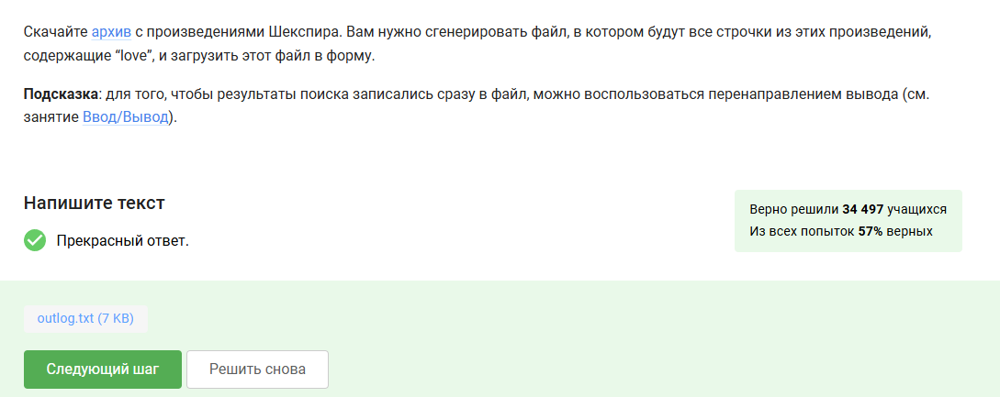 Скачайте архив с произведениями Шекспира. Вам нужно сгенерировать файл, в котором будут все строчки из этих произведений,
содержащие “love”, и загрузить этот файл в форму.
Подсказка: для того, чтобы результаты поиска записались сразу в файл, можно воспользоваться перенаправлением вывода (см.
занятие Ввод/Вывод).
Напишите текст
Прекрасный ответ.
Верно решили 34 497 учащихся
Из всех попыток 57% верных
outlog.txt (7 KB)
Следующий шаг
Решить снова